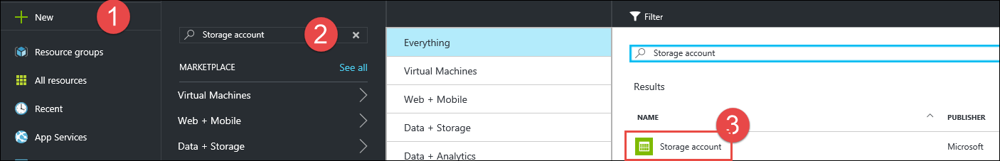 New
1
Resource groups
All resources
Recent
App Services
Storage account
2
MARKETPLACE See all
Virtual Machines
Web + Mobile
Data + Storage
Everything
Virtual Machines
Web + Mobile
Data + Storage
Data + Analytics
Filter
Storage account
Results
NAME PUBLISHER
3
Storage account Microsoft